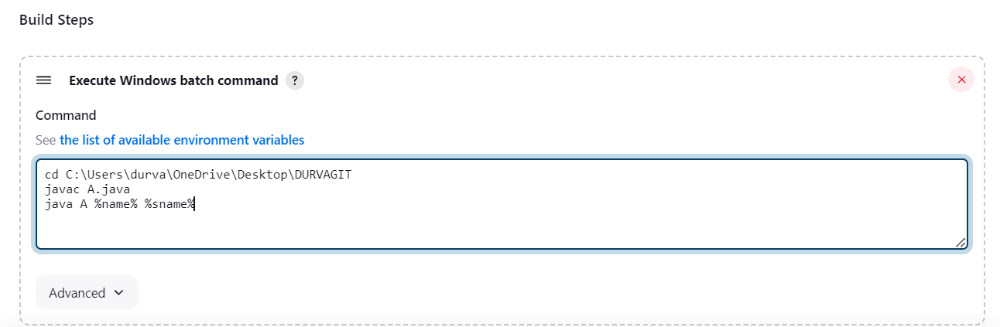 Build Steps
Execute Windows batch command ?
Command
See the list of available environment variables
cd C:\Users\durva\OneDrive\Desktop\DURVAGIT
javac A.java
java A %name% %sname%
Advanced